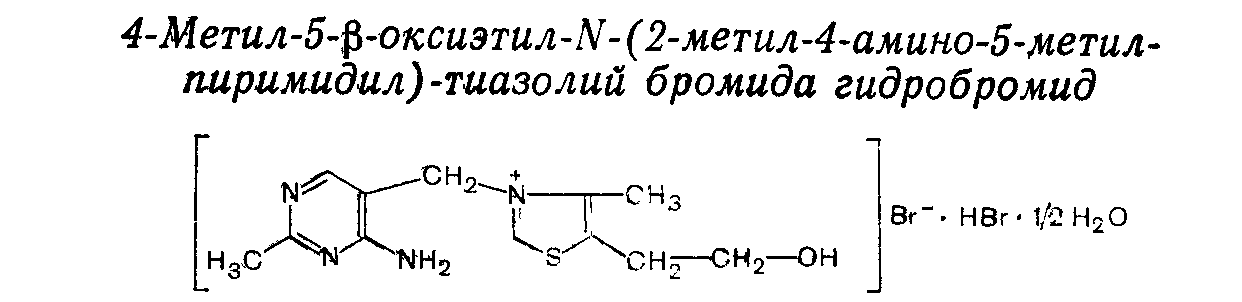 4-Метил-5-β-оксиэтил-N-(2-метил-4-амино-5-метил-
пиримидил)-тиазолий бромида гидробромид
CH2 N+ CH3
N Br⁻ · HBr · 1/2 H2O
H3C N NH2 S CH2—CH2—OH